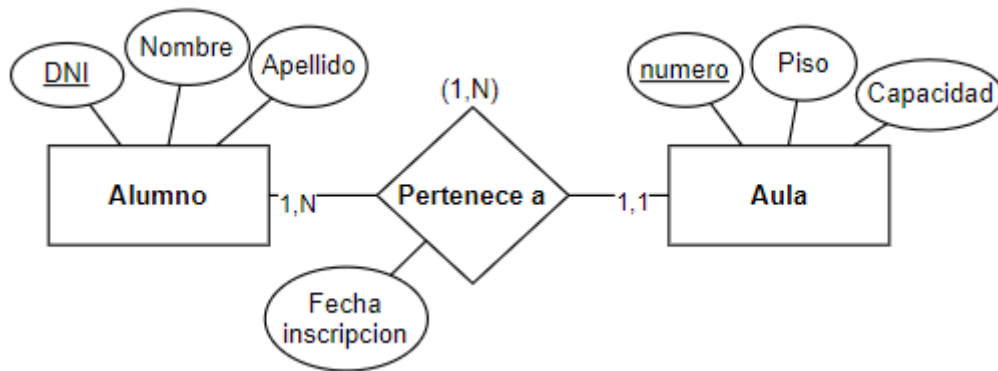 DNI
Nombre
Apellido
numero
Piso
Capacidad
(1,N)
Alumno
1,N
Pertenece a
1,1
Aula
Fecha
inscripcion